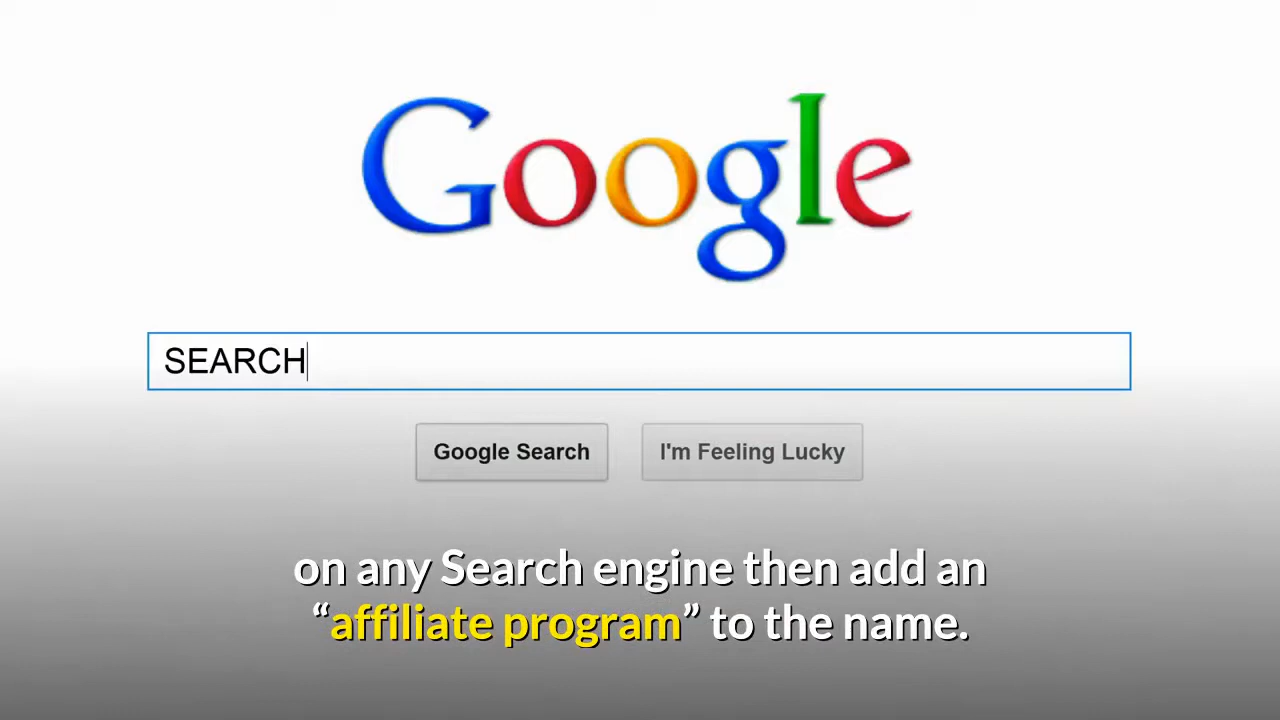 Google
SEARCH
Google Search
I'm Feeling Lucky
on any Search engine then add an
“affiliate program” to the name.